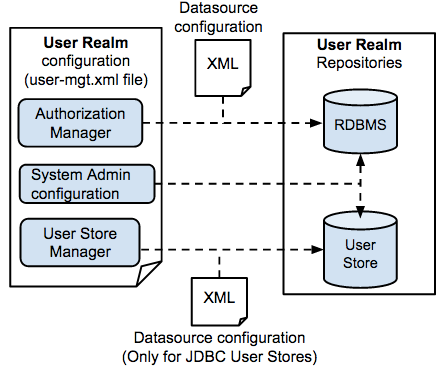 Datasource
configuration
User Realm
configuration
(user-mgt.xml file)
XML
User Realm
Repositories
Authorization
Manager
RDBMS
System Admin
configuration
User Store
Manager
User
Store
XML
Datasource configuration
(Only for JDBC User Stores)